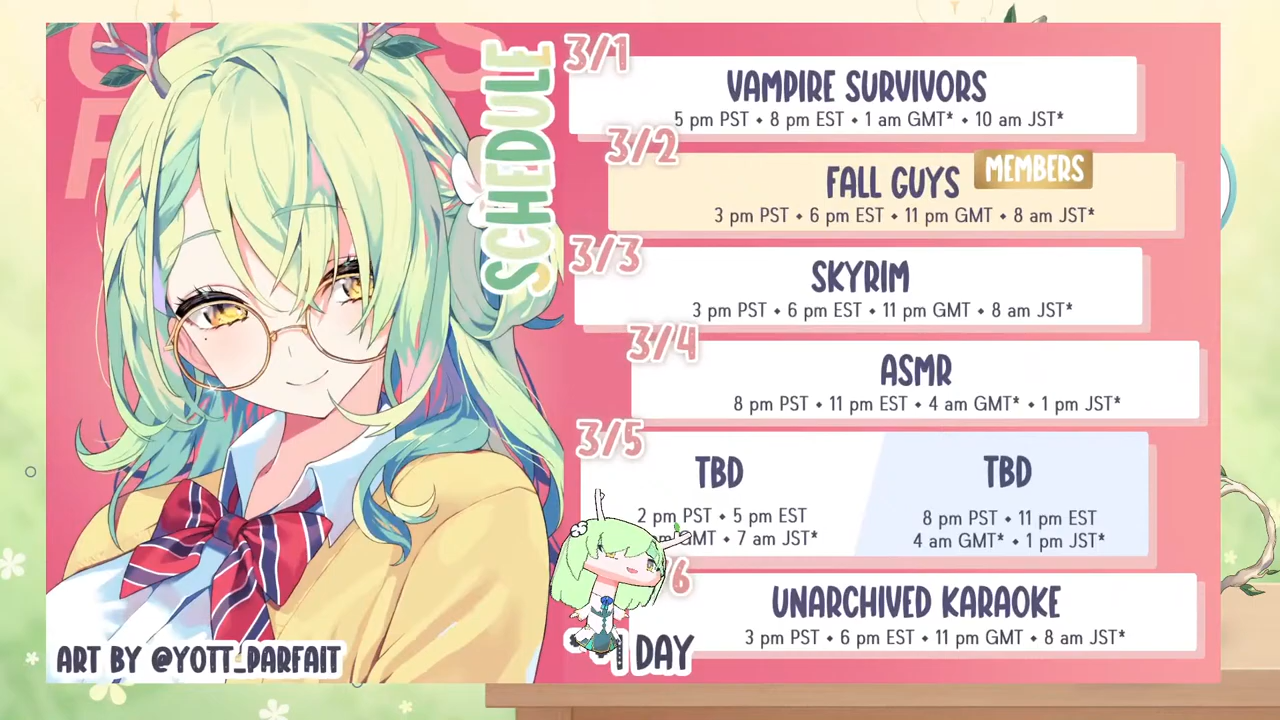 SCHEDULE
3/1
VAMPIRE SURVIVORS
5 pm PST • 8 pm EST • 1 am GMT* • 10 am JST*
3/2
FALL GUYS MEMBERS
3 pm PST • 6 pm EST • 11 pm GMT • 8 am JST*
3/3
SKYRIM
3 pm PST • 6 pm EST • 11 pm GMT • 8 am JST*
3/4
ASMR
8 pm PST • 11 pm EST • 4 am GMT* • 1 pm JST*
3/5
TBD
2 pm PST • 5 pm EST
GMT • 7 am JST*
TBD
8 pm PST • 11 pm EST
4 am GMT* • 1 pm JST*
6
UNARCHIVED KARAOKE
3 pm PST • 6 pm EST • 11 pm GMT • 8 am JST*
1 DAY
ART BY @YOTT_PARFAIT